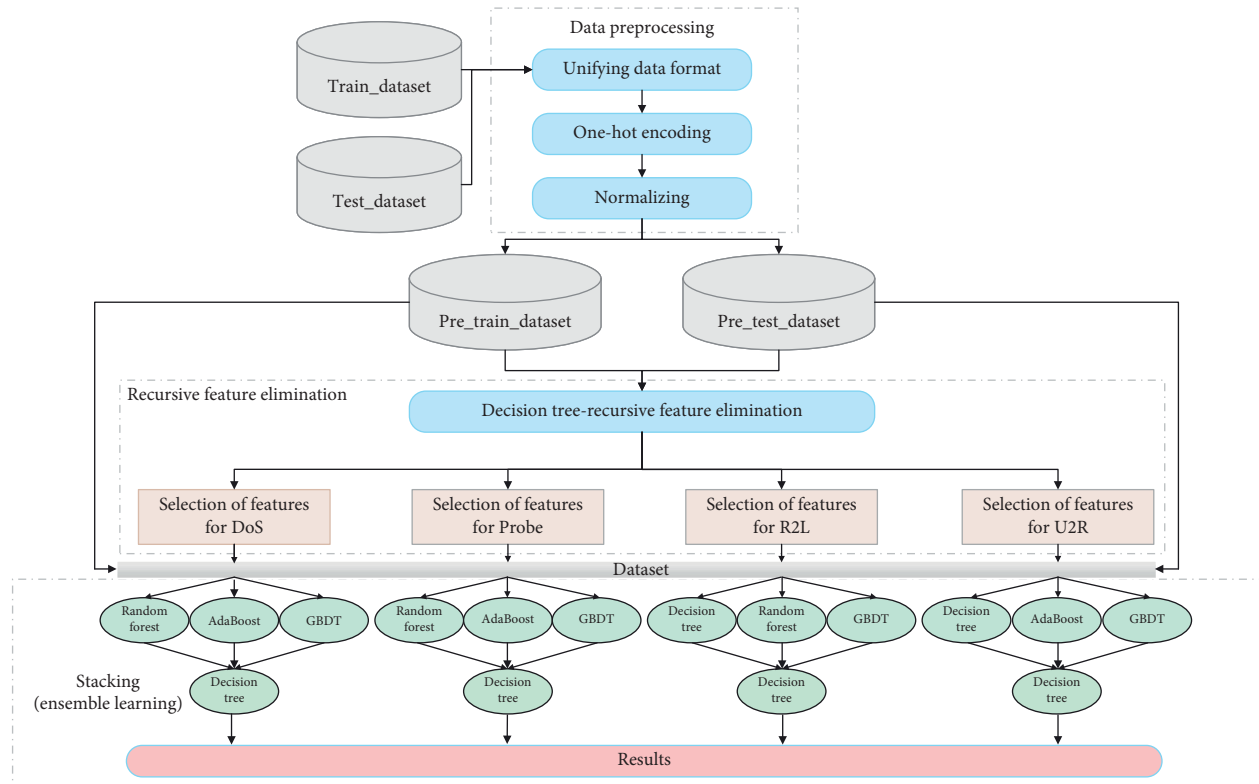 Data preprocessing
Train_dataset
Unifying data format
One-hot encoding
Test_dataset
Normalizing
Pre_train_dataset
Pre_test_dataset
Recursive feature elimination
Decision tree-recursive feature elimination
Selection of features
for DoS
Selection of features
for Probe
Selection of features
for R2L
Selection of features
for U2R
Dataset
Random
forest
AdaBoost
GBDT
Random
forest
AdaBoost
GBDT
Decision
tree
Random
forest
GBDT
Decision
tree
AdaBoost
GBDT
Stacking
(ensemble learning)
Decision
tree
Decision
tree
Decision
tree
Decision
tree
Results